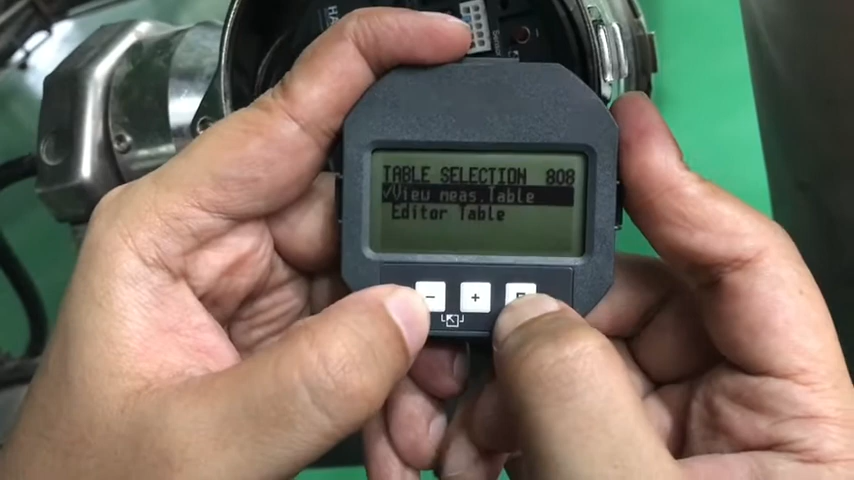 TABLE SELECTION 808
✓View meas.Table
Editor Table
- + E